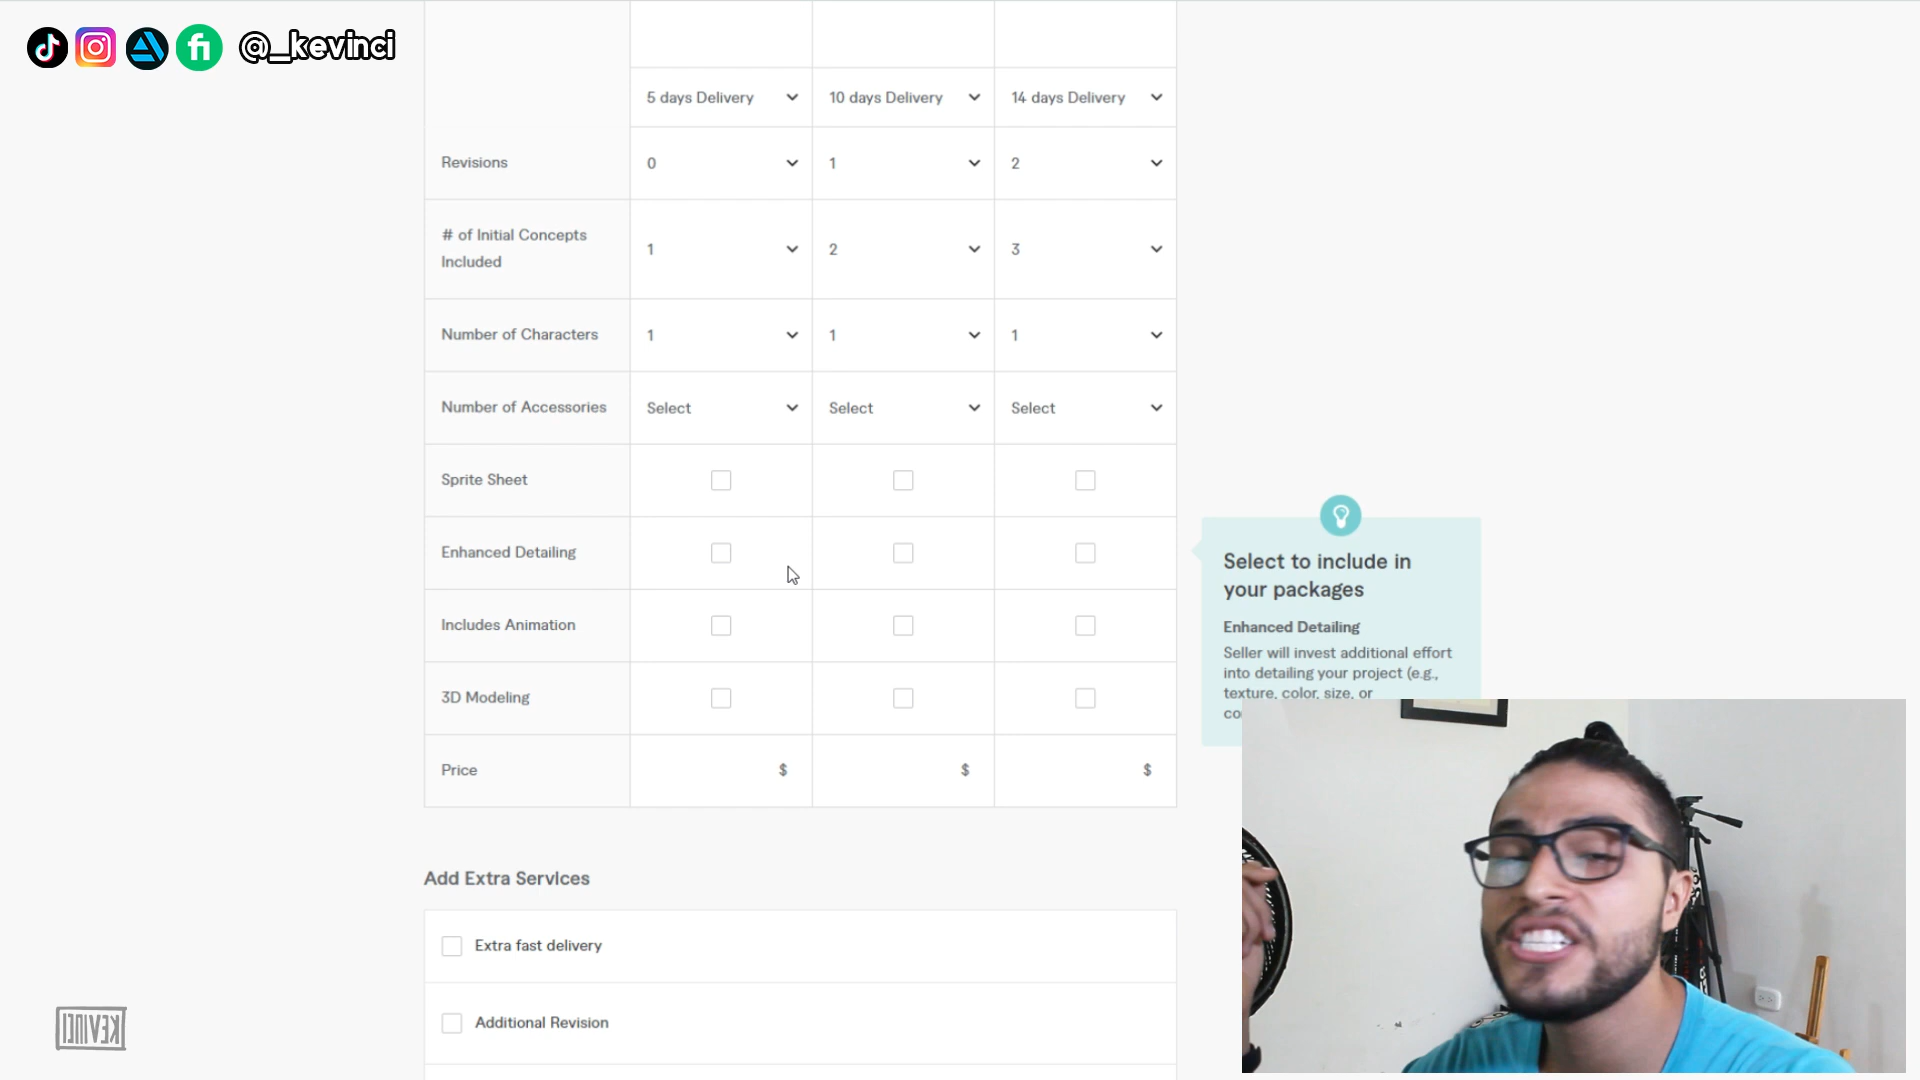 @_kevinci
5 days Delivery 10 days Delivery 14 days Delivery
Revisions 0 1 2
# of Initial Concepts
Included 1 2 3
Number of Characters 1 1 1
Number of Accessories Select Select Select
Sprite Sheet
Enhanced Detailing
Includes Animation
3D Modeling
Price $ $ $
Select to include in
your packages
Enhanced Detailing
Seller will invest additional effort
into detailing your project (e.g.,
texture, color, size, or
Add Extra Services
Extra fast delivery
Additional Revision
KEVINCI